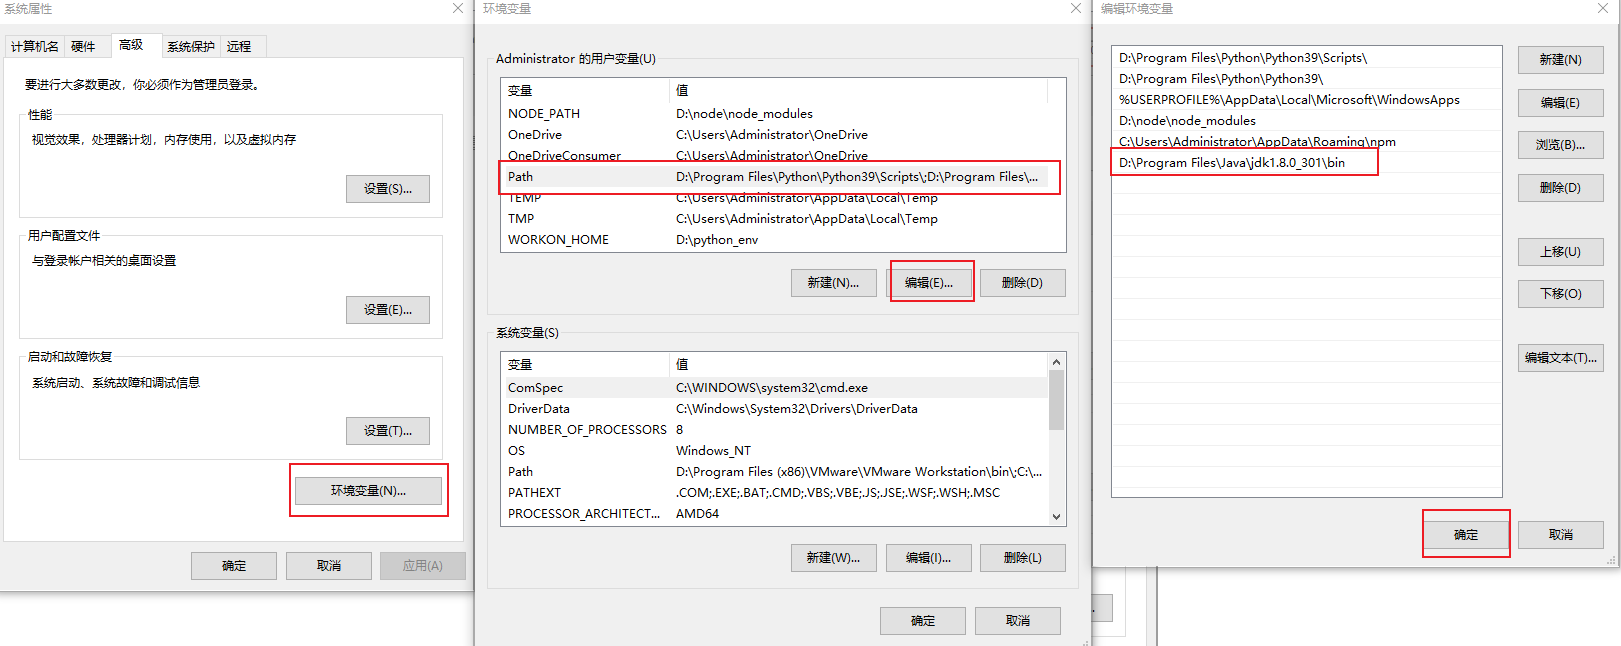 系统属性
计算机名 硬件 高级 系统保护 远程
要进行大多数更改，你必须作为管理员登录。
性能
视觉效果，处理器计划，内存使用，以及虚拟内存
设置(S)...
用户配置文件
与登录帐户相关的桌面设置
设置(E)...
启动和故障恢复
系统启动、系统故障和调试信息
设置(T)...
环境变量(N)...
确定 取消 应用(A)
环境变量
Administrator 的用户变量(U)
变量 值
NODE_PATH D:\node\node_modules
OneDrive C:\Users\Administrator\OneDrive
OneDriveConsumer C:\Users\Administrator\OneDrive
Path D:\Program Files\Python\Python39\Scripts\;D:\Program Files\...
TEMP C:\Users\Administrator\AppData\Local\Temp
TMP C:\Users\Administrator\AppData\Local\Temp
WORKON_HOME D:\python_env
新建(N)... 编辑(E)... 删除(D)
系统变量(S)
变量 值
ComSpec C:\WINDOWS\system32\cmd.exe
DriverData C:\Windows\System32\Drivers\DriverData
NUMBER_OF_PROCESSORS 8
OS Windows_NT
Path D:\Program Files (x86)\VMware\VMware Workstation\bin\;C:\...
PATHEXT .COM;.EXE;.BAT;.CMD;.VBS;.VBE;.JS;.JSE;.WSF;.WSH;.MSC
PROCESSOR_ARCHITECT... AMD64
新建(W)... 编辑(I)... 删除(L)
确定 取消
编辑环境变量
D:\Program Files\Python\Python39\Scripts\
D:\Program Files\Python\Python39\
%USERPROFILE%\AppData\Local\Microsoft\WindowsApps
D:\node\node_modules
C:\Users\Administrator\AppData\Roaming\npm
D:\Program Files\Java\jdk1.8.0_301\bin
新建(N)
编辑(E)
浏览(B)...
删除(D)
上移(U)
下移(O)
编辑文本(T)...
确定 取消